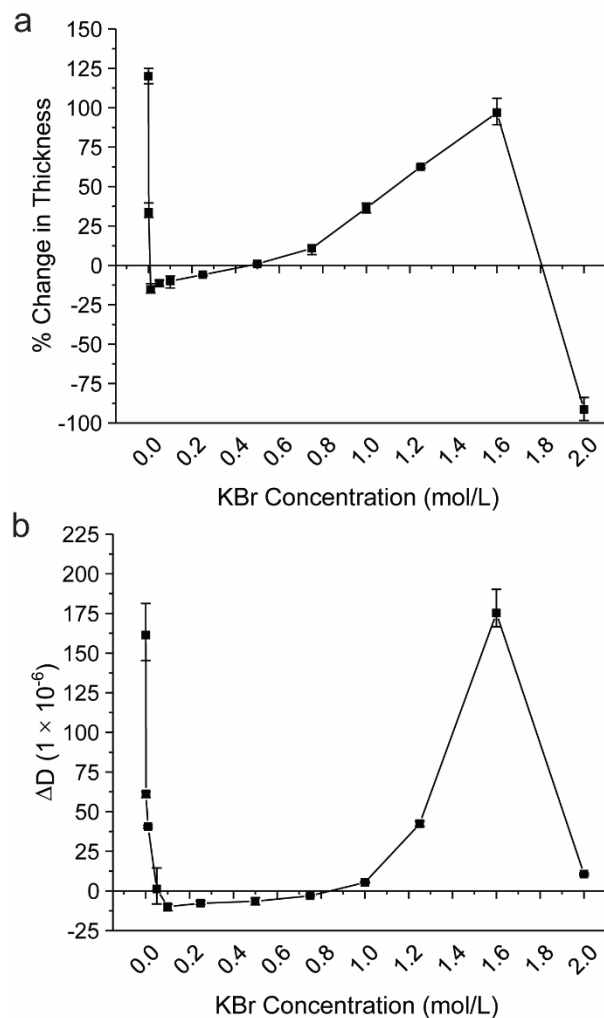 a
% Change in Thickness
150
125
100
75
50
25
0
-25
-50
-75
-100
0.0 0.2 0.4 0.6 0.8 1.0 1.2 1.4 1.6 1.8 2.0
KBr Concentration (mol/L)
b
ΔD (1 × 10⁻⁶)
225
200
175
150
125
100
75
50
25
0
-25
0.0 0.2 0.4 0.6 0.8 1.0 1.2 1.4 1.6 1.8 2.0
KBr Concentration (mol/L)